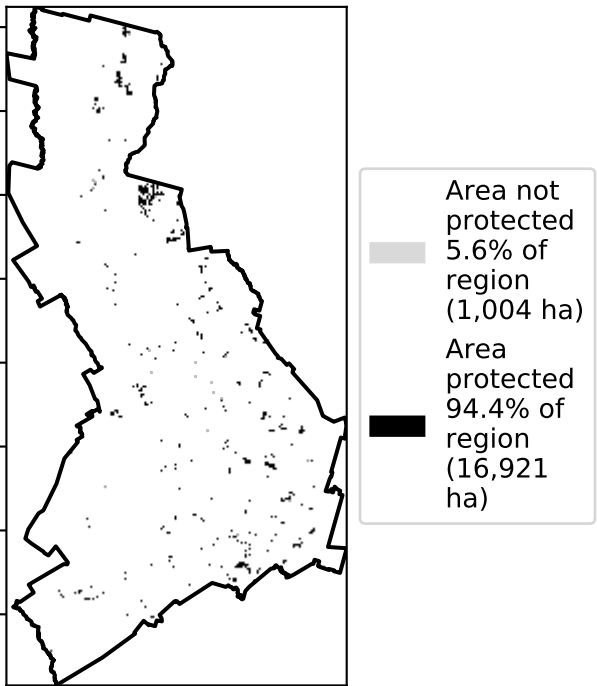 Area not
protected
5.6% of
region
(1,004 ha)
Area
protected
94.4% of
region
(16,921
ha)